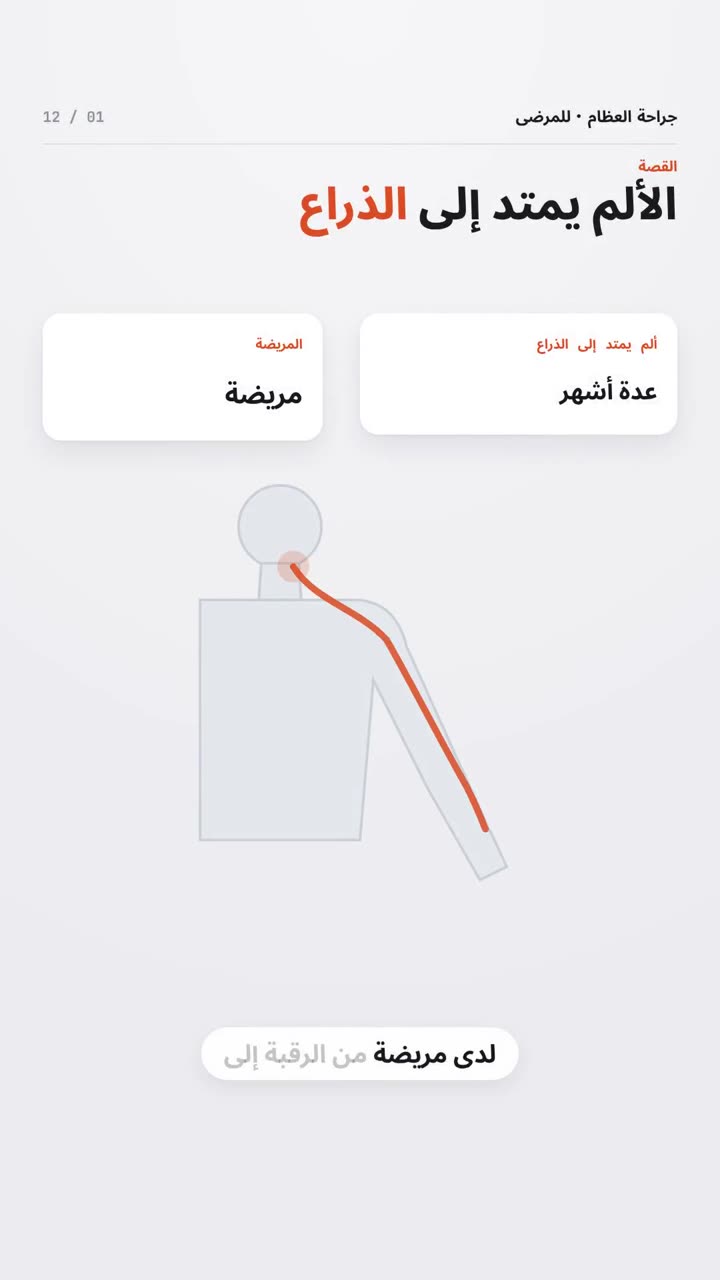 جراحة العظام • للمرضى
01 / 12
القصة
الألم يمتد إلى الذراع
ألم يمتد إلى الذراع
عدة أشهر
المريضة
مريضة
لدى مريضة من الرقبة إلى